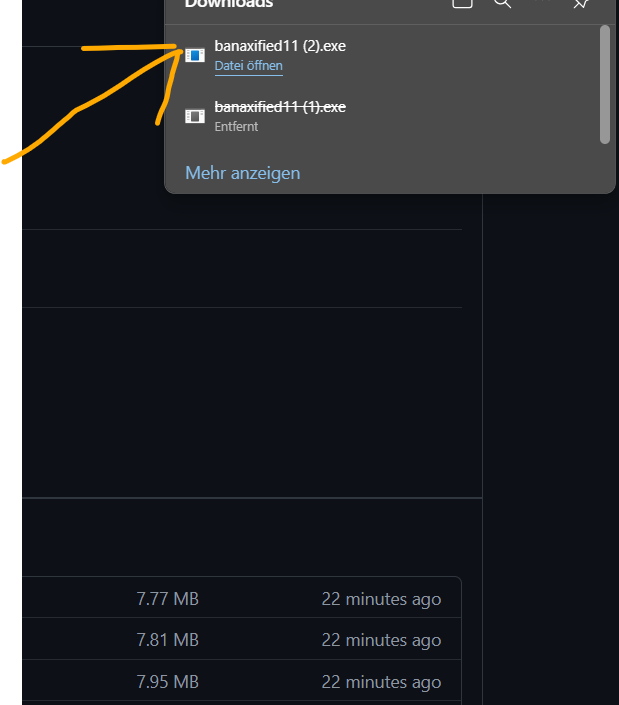 Downloads
banaxified11 (2).exe
Datei öffnen
banaxified11 (1).exe
Entfernt
Mehr anzeigen
7.77 MB 22 minutes ago
7.81 MB 22 minutes ago
7.95 MB 22 minutes ago